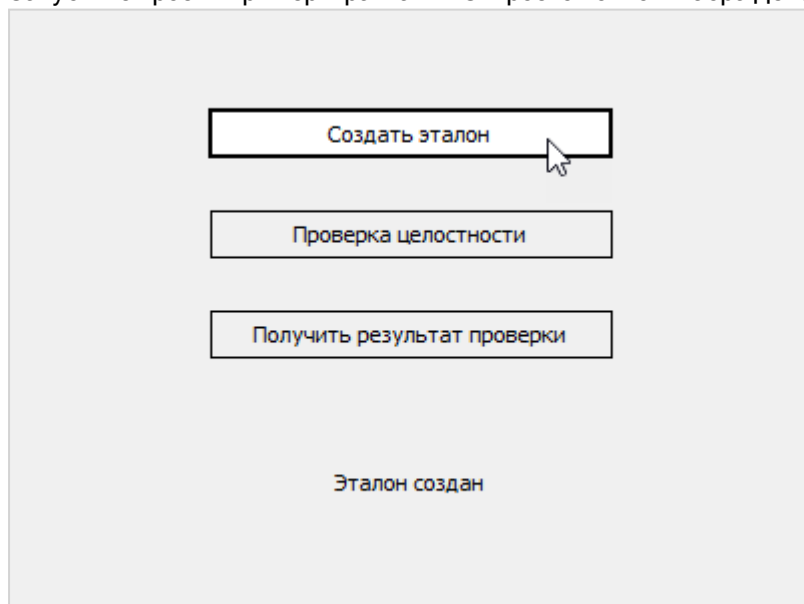 Создать эталон
Проверка целостности
Получить результат проверки
Эталон создан